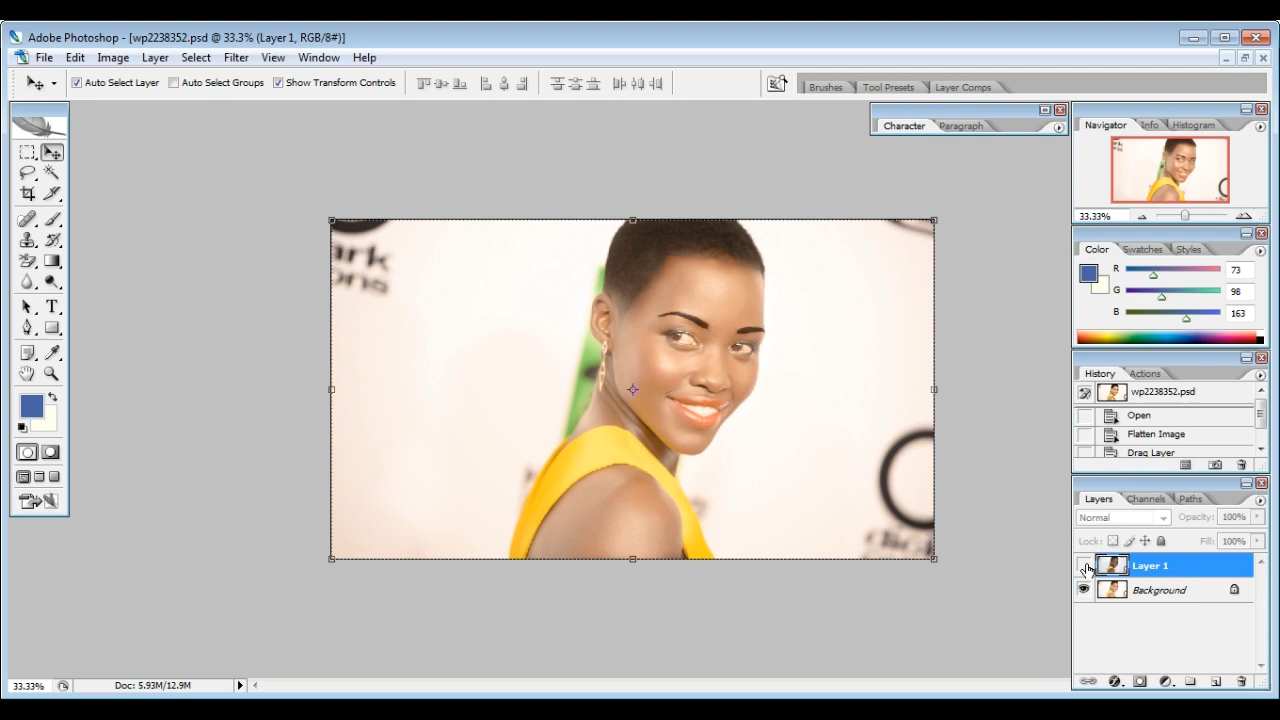 Adobe Photoshop - [wp2238352.psd @ 33.3% (Layer 1, RGB/8#)]
File Edit Image Layer Select Filter View Window Help
Auto Select Layer Auto Select Groups Show Transform Controls
Brushes Tool Presets Layer Comps
Character Paragraph
Navigator Info Histogram
33.33%
Color Swatches Styles
R 73
G 98
B 163
ark
ons
History Actions
wp2238352.psd
Open
Flatten Image
Drag Layer
Layers Channels Paths
Normal Opacity: 100%
Lock: Fill: 100%
Layer 1
Background
33.33% Doc: 5.93M/12.9M